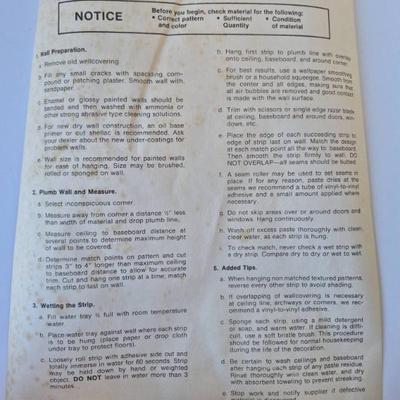 NOTICE
Before you begin, check material for the following:
• Correct pattern and color
• Sufficient Quantity
• Condition of material
1. Wall Preparation.
a. Remove old wallcovering
b. Fill any small cracks with spackling compound or patching plaster. Smooth wall with
sandpaper.
c. Enamel or glossy painted walls should be
sanded and then washed with ammonia or
other strong abrasive type cleaning solutions.
d. For new dry wall construction, an oil base
primer or cut shellac is recommended. Ask
your dealer about the new under-coatings for
problem walls.
e. Wall size is recommended for painted walls
for ease of hanging. Size may be brushed,
rolled or sponged on wall.
2. Plumb Wall and Measure.
a. Select inconspicuous corner.
b. Measure away from corner a distance ½" less
than width of material and drop plumb line.
c. Measure ceiling to baseboard distance at
several points to determine maximum height
of wall to be covered.
d. Determine match points on pattern and cut
strips 3" to 4" longer than maximum ceiling
to baseboard distance to allow for accurate
trim. Cut and hang one strip at a time; match
each strip to last on wall.
3. Wetting the Strip.
a. Fill water tray ⅔ full with room temperature
water.
b. Place water tray against wall where each strip
is to be hung (place paper or drop cloth
under tray to protect floors).
c. Loosely roll strip with adhesive side out and
totally immerse in water for 60 seconds. Strip
may be held down by hand or weighted
object. DO NOT leave in water more than 3
minutes
b. Hang first strip to plumb line with overlap
onto ceiling, baseboard, and around corner.
c. For best results, use a wallpaper smoothing
brush or a household squeegee. Smooth from
the center and all edges, making sure that
all air bubbles are removed and good contact
is made with the wall surface.
d. Trim with scissors or single edge razor blade
at ceiling, baseboard and around doors, windows, etc.
e. Place the edge of each succeeding strip to
edge of strip last on wall. Match the design
at each match point all the way to baseboard.
Then smooth the strip firmly to wall. DO
NOT OVERLAP—all seams should be butted.
f. A seam roller may be used to set seams in
place. If for any reason, paste dries at the
seams we recommend a tube of vinyl-to-vinyl
adhesive and a small amount applied where
necessary.
g. Do not skip areas over or around doors and
windows. Hang continuously.
h. Wash off excess paste thoroughly with clean
clear water, as each strip is hung.
i. To check match, never check a wet strip with
a dry strip. Compare dry to dry or wet to wet.
5. Added Tips.
a. When hanging non matched textured patterns,
reverse every other strip to avoid shading.
b. If overlapping of wallcovering is necessary
at ceiling line, archways or corners, we recommend a vinyl-to-vinyl adhesive.
c. Sponge each strip, using a mild detergent
or soap, and warm water. If cleaning is difficult, use a soft bristle brush. This procedure
should be followed for normal housekeeping
during the life of the decoration.
d. Be certain to wash ceilings and baseboard
after hanging each strip of any paste residue.
Rinse thoroughly with clean water, and dry
with absorbent toweling to prevent streaking.
e. Stop work and notify supplier if defective